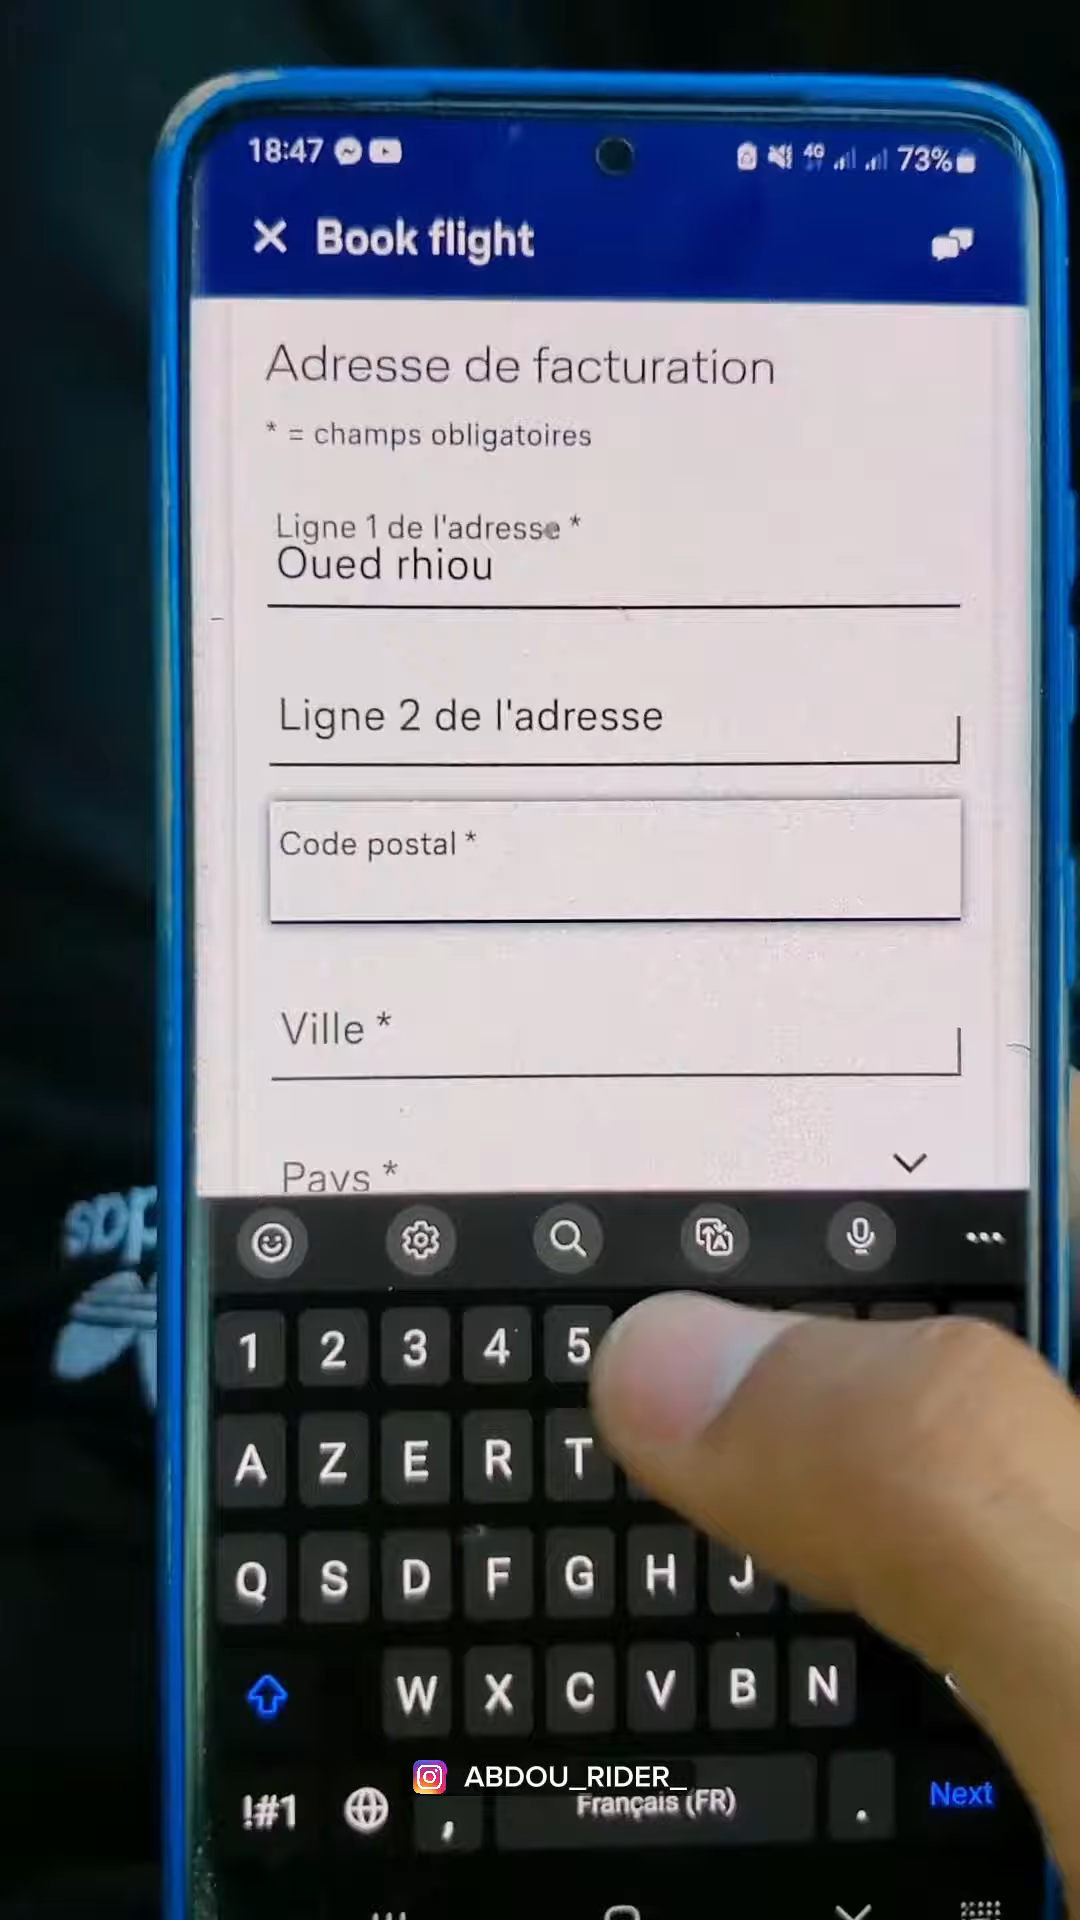 18:47
4G
73%
Book flight
Adresse de facturation
* = champs obligatoires
Ligne 1 de l'adresse *
Oued rhiou
Ligne 2 de l'adresse
Code postal *
Ville *
Pays *
1 2 3 4 5
A Z E R T
Q S D F G H J
W X C V B N
ABDOU_RIDER_
!#1 , Français (FR) . Next